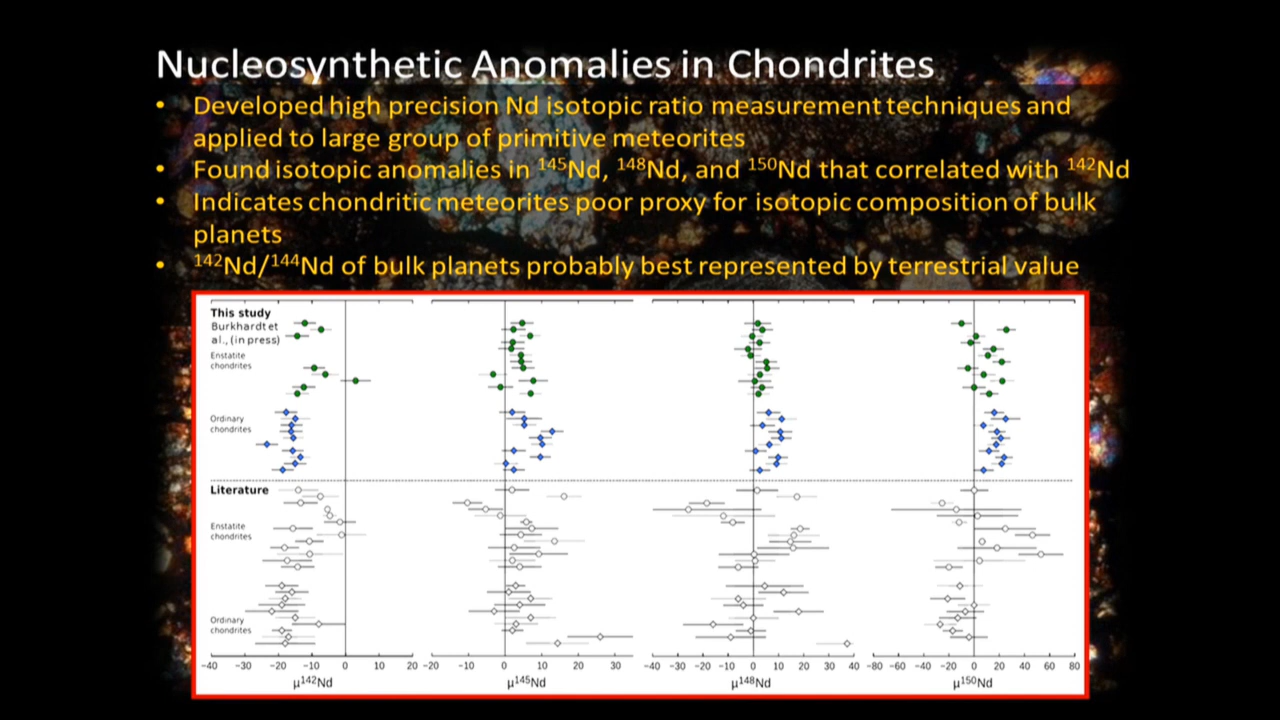 Nucleosynthetic Anomalies in Chondrites
• Developed high precision Nd isotopic ratio measurement techniques and
applied to large group of primitive meteorites
• Found isotopic anomalies in ¹⁴⁵Nd, ¹⁴⁸Nd, and ¹⁵⁰Nd that correlated with ¹⁴²Nd
• Indicates chondritic meteorites poor proxy for isotopic composition of bulk
planets
• ¹⁴²Nd/¹⁴⁴Nd of bulk planets probably best represented by terrestrial value
This study
Burkhardt et
al., (in press)
Enstatite
chondrites
Ordinary
chondrites
Literature
Enstatite
chondrites
Ordinary
chondrites
−40 −30 −20 −10 0 10 20
µ¹⁴²Nd
−20 −10 0 10 20 30
µ¹⁴⁵Nd
−40 −30 −20 −10 0 10 20 30 40
µ¹⁴⁸Nd
−80 −60 −40 −20 0 20 40 60 80
µ¹⁵⁰Nd